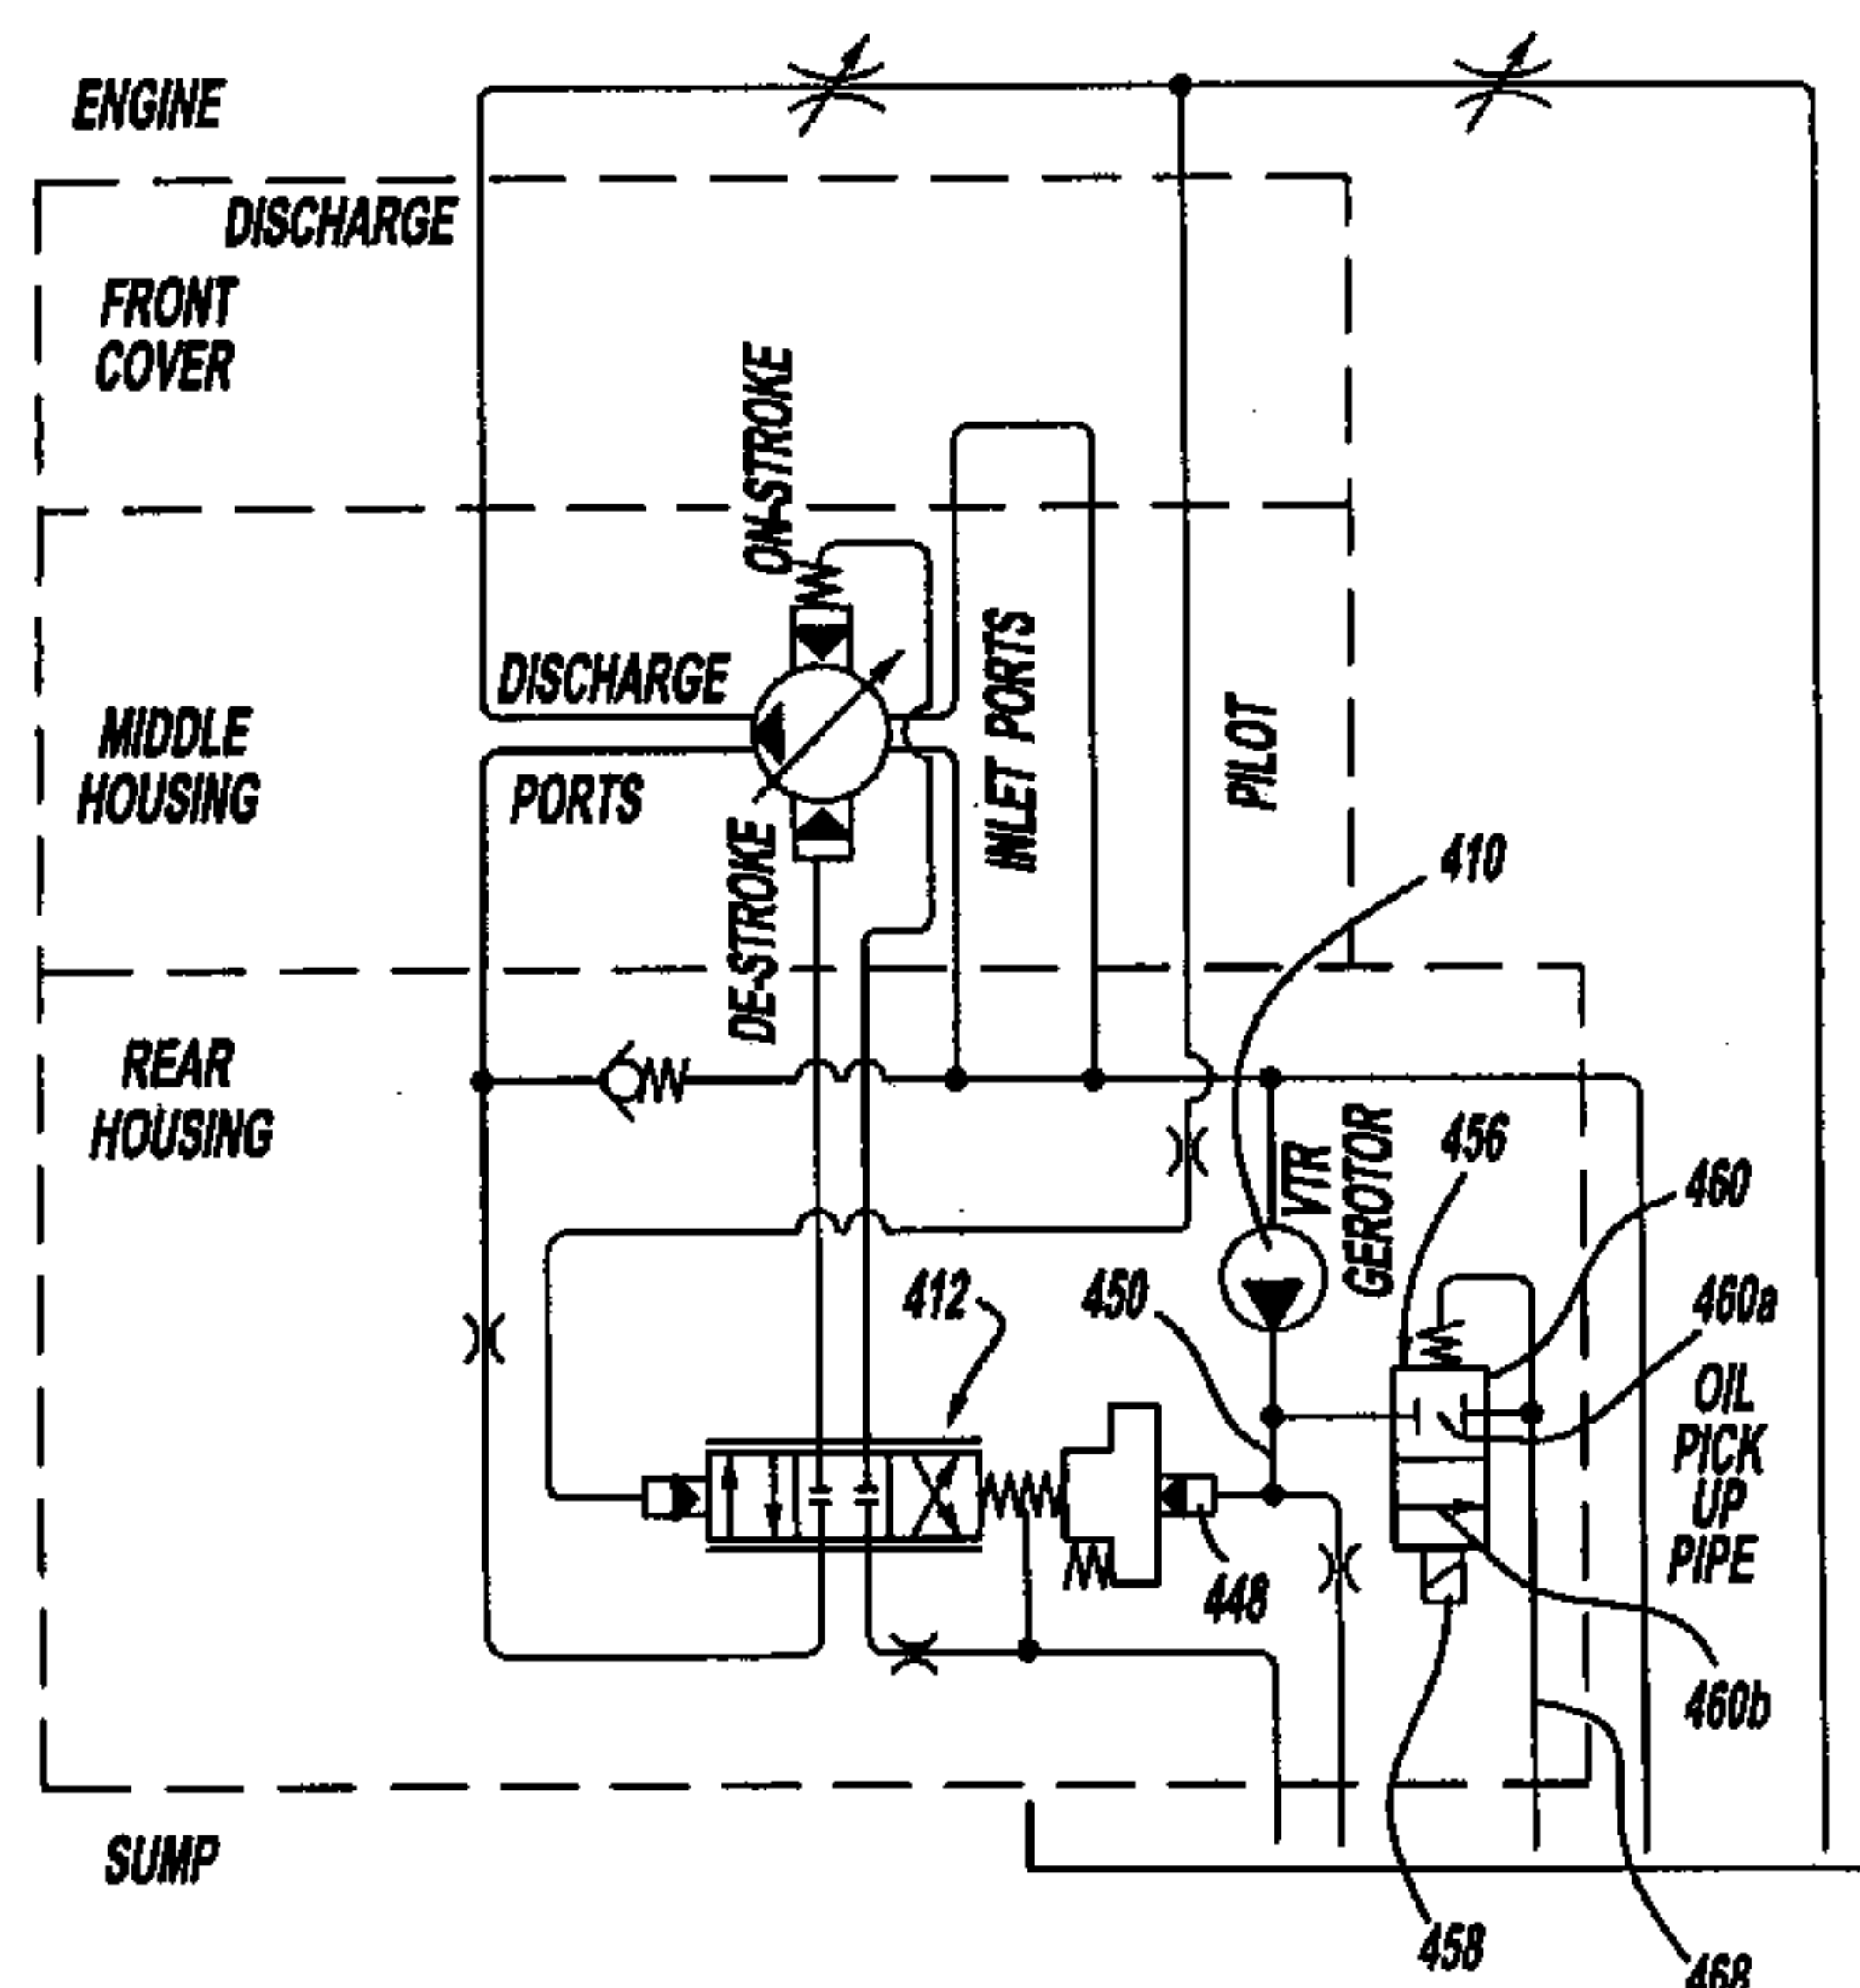 ENGINE
DISCHARGE
FRONT
COVER
ON-STROKE
DISCHARGE
PORTS
MIDDLE
HOUSING
INLET PORTS
PILOT
DE-STROKE
410
REAR
HOUSING
VTR
GEROTOR
456
460
412
450
460a
OIL
PICK
UP
PIPE
448
460b
SUMP
458
468